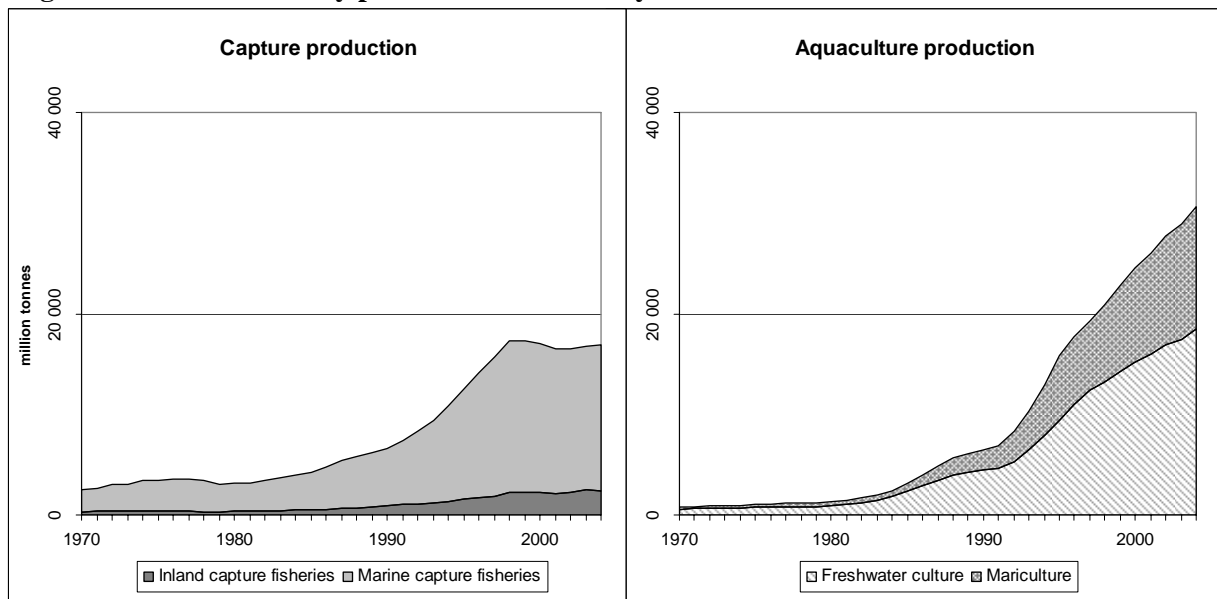 Capture production
40 000
20 000
0
million tonnes
1970 1980 1990 2000
Inland capture fisheries Marine capture fisheries
Aquaculture production
40 000
20 000
0
1970 1980 1990 2000
Freshwater culture Mariculture